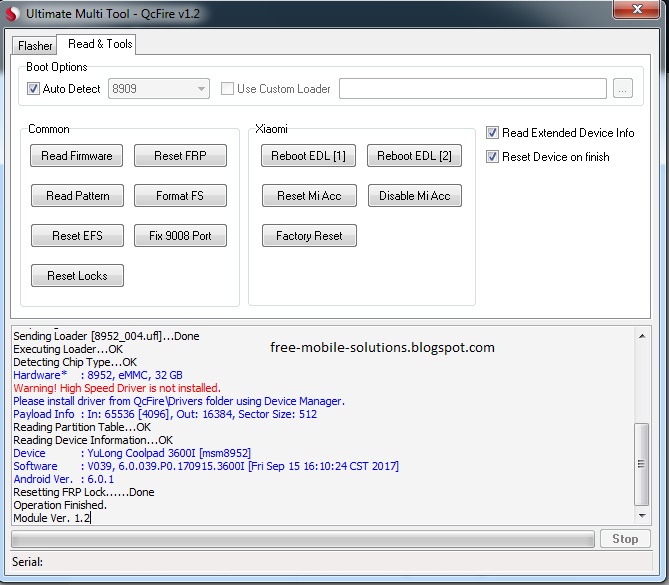 Ultimate Multi Tool - QcFire v1.2
Flasher Read & Tools
Boot Options
Auto Detect 8909 Use Custom Loader ...
Common
Read Firmware Reset FRP
Read Pattern Format FS
Reset EFS Fix 9008 Port
Reset Locks
Xiaomi
Reboot EDL [1] Reboot EDL [2]
Reset Mi Acc Disable Mi Acc
Factory Reset
Read Extended Device Info
Reset Device on finish
Sending Loader [8952_004.ufl]...Done
Executing Loader...OK
free-mobile-solutions.blogspot.com
Detecting Chip Type...OK
Hardware* : 8952, eMMC, 32 GB
Warning! High Speed Driver is not installed.
Please install driver from QcFire\Drivers folder using Device Manager.
Payload Info : In: 65536 [4096], Out: 16384, Sector Size: 512
Reading Partition Table...OK
Reading Device Information...OK
Device : YuLong Coolpad 3600I [msm8952]
Software : V039, 6.0.039.P0.170915.3600I [Fri Sep 15 16:10:24 CST 2017]
Android Ver. : 6.0.1
Resetting FRP Lock......Done
Operation Finished.
Module Ver. 1.2
Stop
Serial: